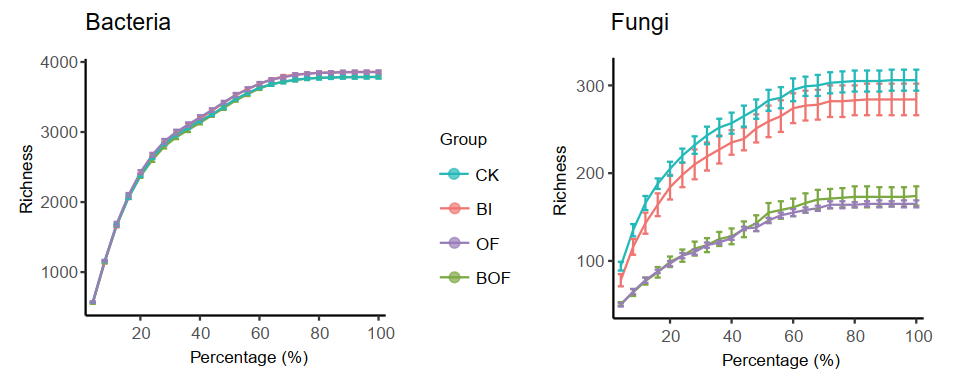 Bacteria
Richness
4000
3000
2000
1000
20 40 60 80 100
Percentage (%)
Group
CK
BI
OF
BOF
Fungi
Richness
300
200
100
20 40 60 80 100
Percentage (%)